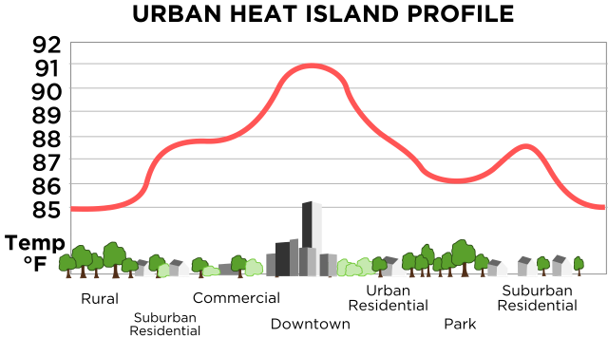 URBAN HEAT ISLAND PROFILE
92
91
90
89
88
87
86
85
Temp
°F
Rural
Suburban
Residential
Commercial
Downtown
Urban
Residential
Park
Suburban
Residential